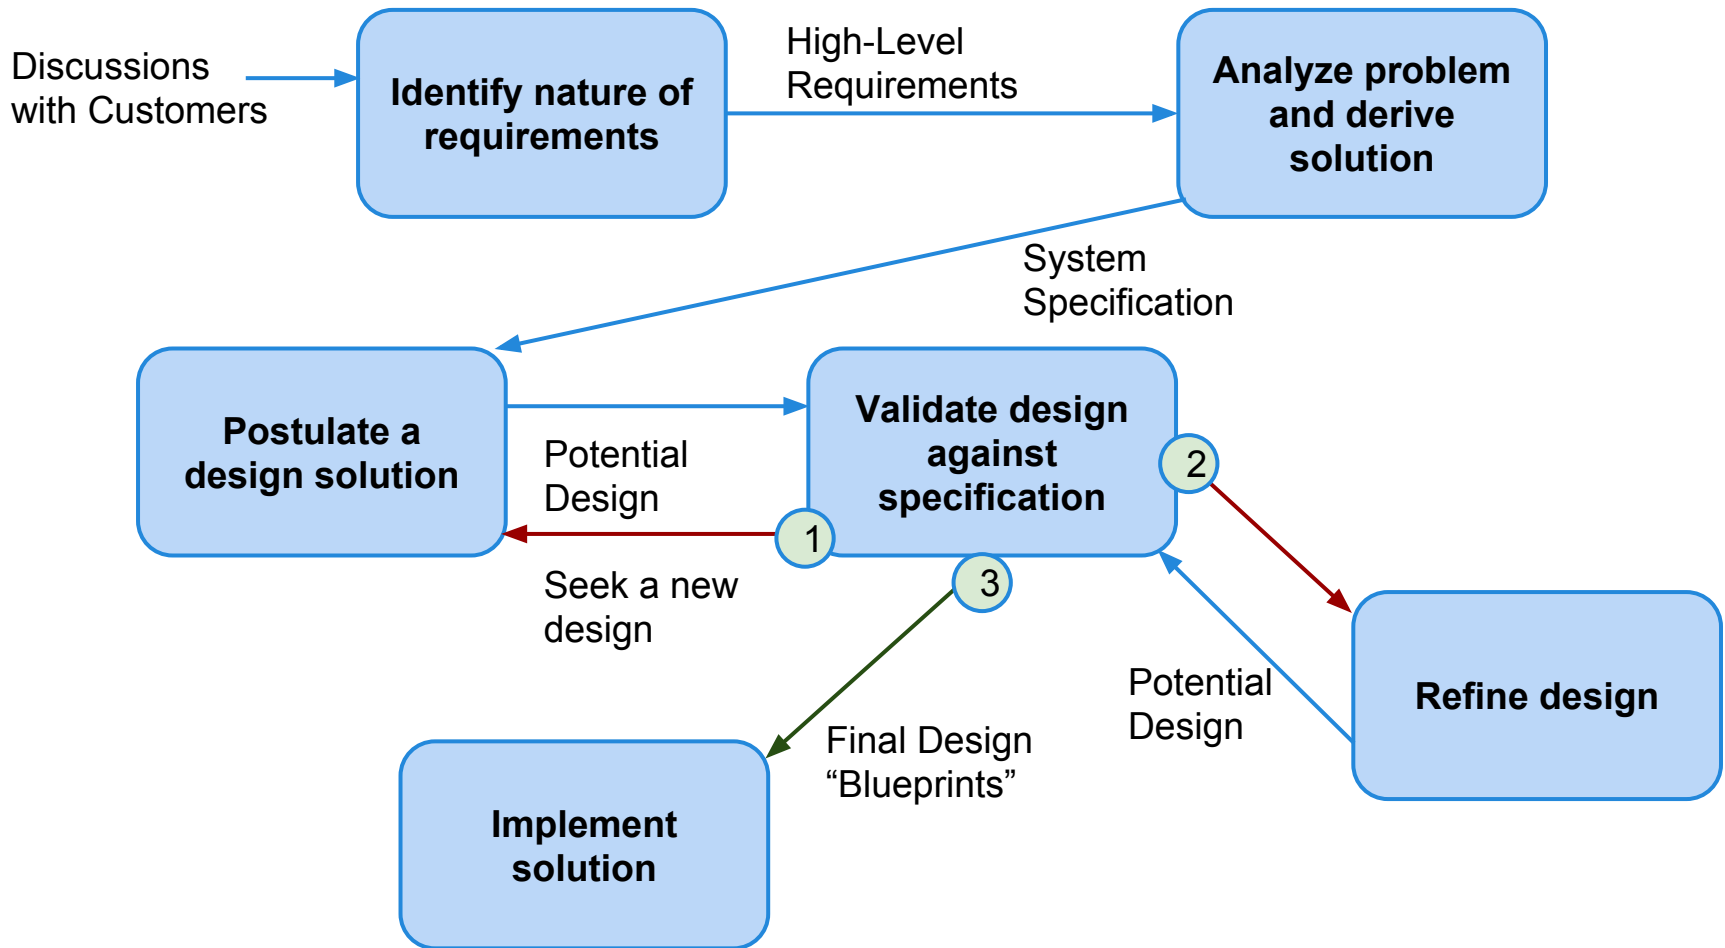 Discussions
with Customers
Identify nature of
requirements
High-Level
Requirements
Analyze problem
and derive
solution
System
Specification
Postulate a
design solution
Potential
Design
Validate design
against
specification
1
2
3
Seek a new
design
Potential
Design
Refine design
Final Design
“Blueprints”
Implement
solution